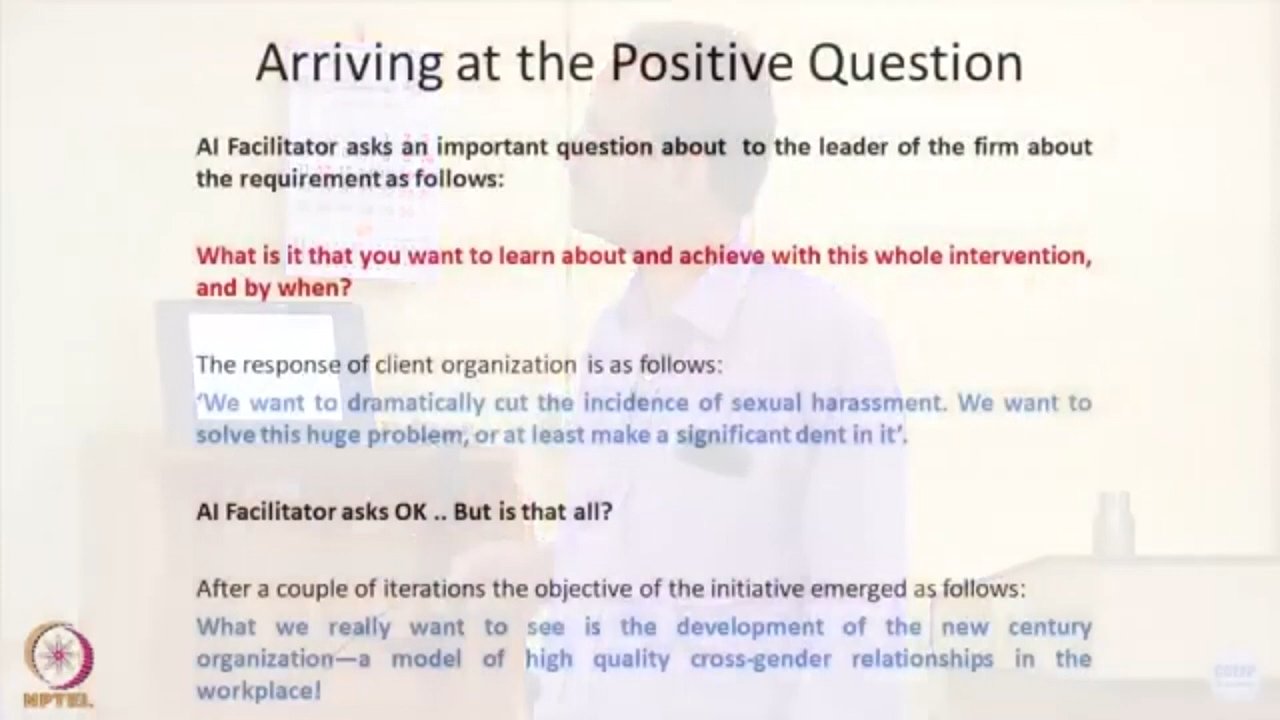 Arriving at the Positive Question
AI Facilitator asks an important question about to the leader of the firm about
the requirement as follows:
What is it that you want to learn about and achieve with this whole intervention,
and by when?
The response of client organization is as follows:
‘We want to dramatically cut the incidence of sexual harassment. We want to
solve this huge problem, or at least make a significant dent in it’.
AI Facilitator asks OK .. But is that all?
After a couple of iterations the objective of the initiative emerged as follows:
What we really want to see is the development of the new century
organization—a model of high quality cross-gender relationships in the
workplace!
NPTEL